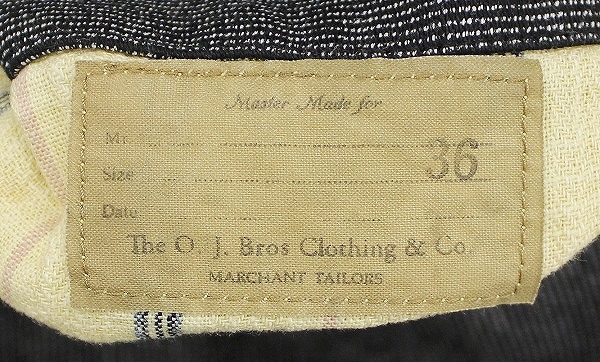 Master Made for
Mr
Size 36
Date
The O. J. Bros Clothing & Co.
MARCHANT TAILORS